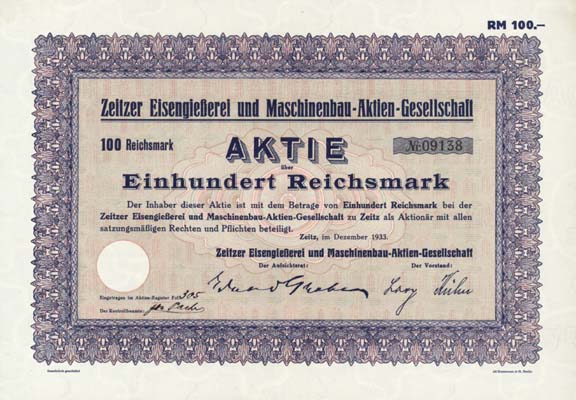 RM 100.—
Zeitzer Eisengießerei und Maschinenbau-Aktien-Gesellschaft
100 Reichsmark
AKTIE
№ 09138
über
Einhundert Reichsmark
Der Inhaber dieser Aktie ist mit dem Betrage von Einhundert Reichsmark bei der
Zeitzer Eisengießerei und Maschinenbau-Aktien-Gesellschaft zu Zeitz als Aktionär mit allen
satzungsmäßigen Rechten und Pflichten beteiligt.
Zeitz, im Dezember 1933.
Zeitzer Eisengießerei und Maschinenbau-Aktien-Gesellschaft
Der Aufsichtsrat:
Der Vorstand:
Eingetragen im Aktien-Register Fol. 305
Der Kontrollbeamte: